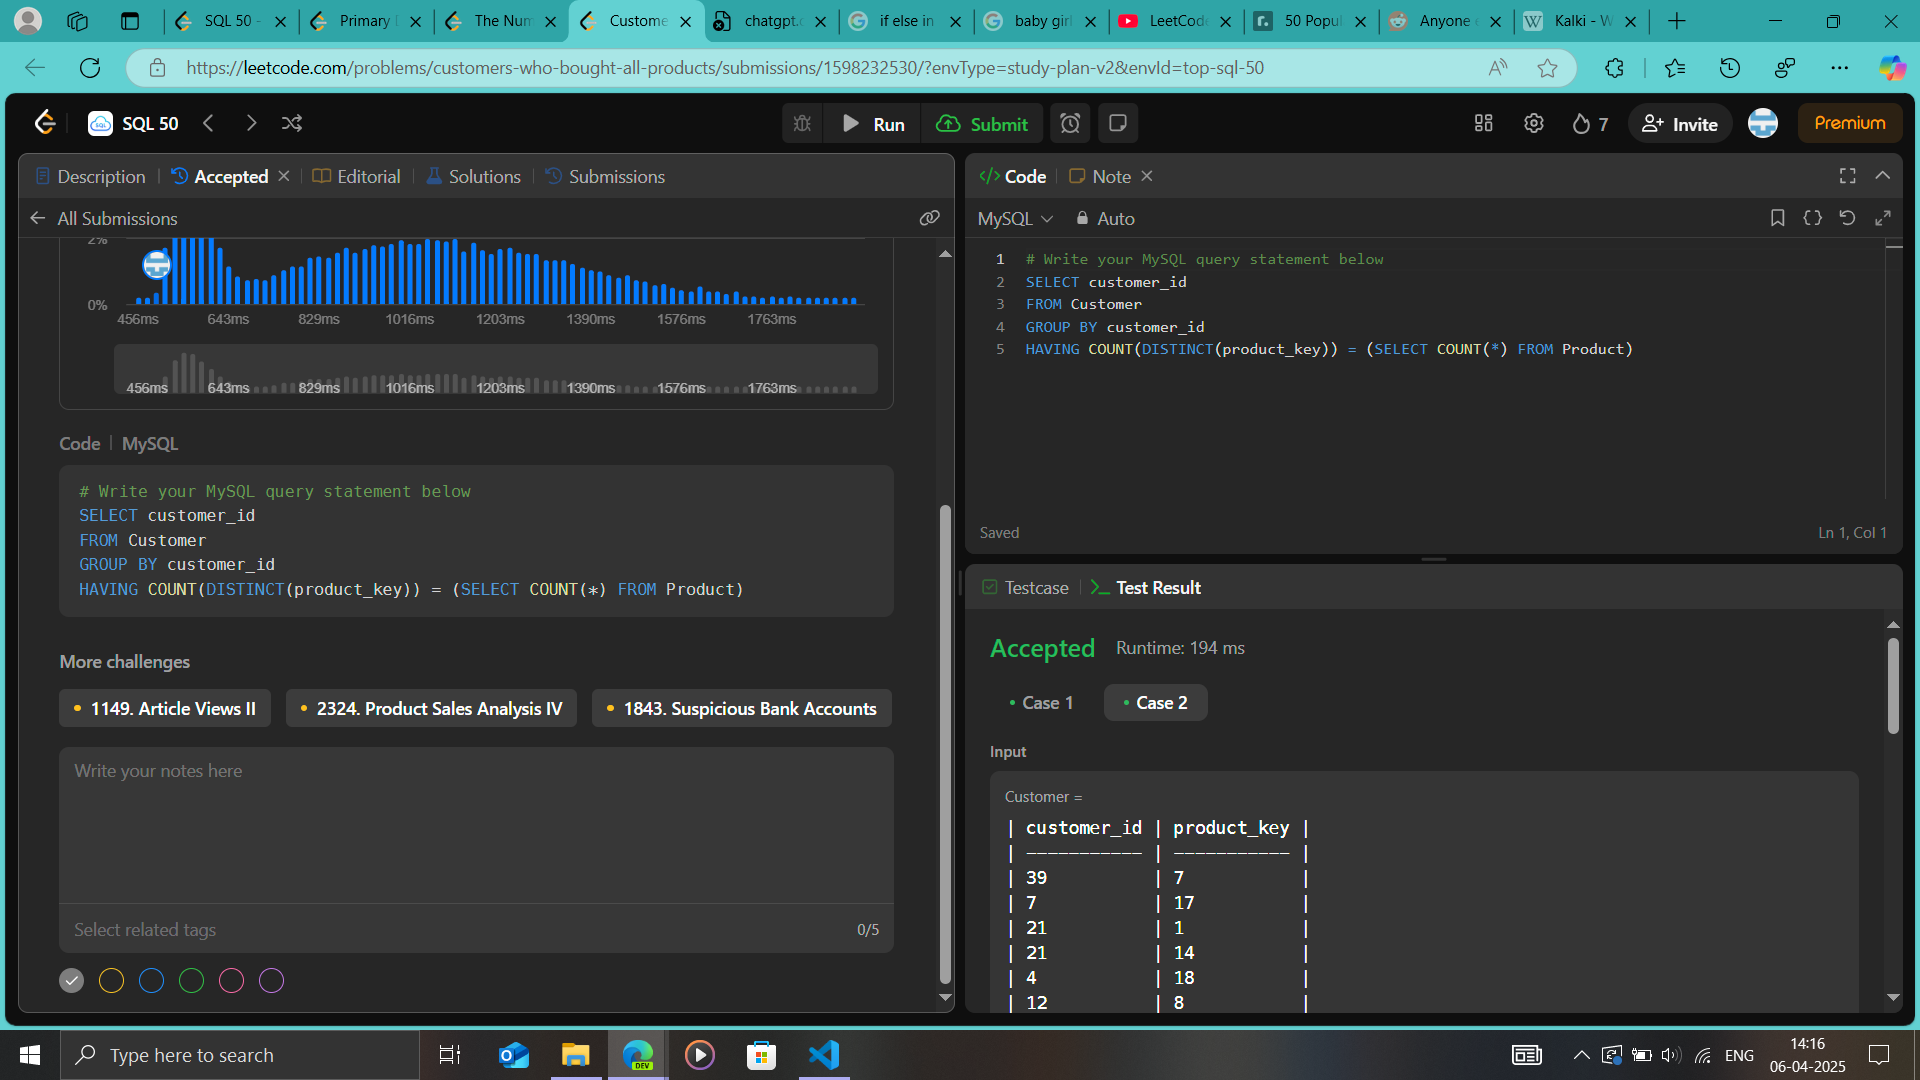 SQL 50 -
Primary
The Num
Custome
chatgpt.c
if else in
baby girl
LeetCod
50 Popul
Anyone
Kalki - W
https://leetcode.com/problems/customers-who-bought-all-products/submissions/1598232530/?envType=study-plan-v2&envId=top-sql-50
SQL 50
Run
Submit
7
Invite
Premium
Description
Accepted
Editorial
Solutions
Submissions
All Submissions
2%
0%
456ms 643ms 829ms 1016ms 1203ms 1390ms 1576ms 1763ms
456ms 643ms 829ms 1016ms 1203ms 1390ms 1576ms 1763ms
Code | MySQL
# Write your MySQL query statement below
SELECT customer_id
FROM Customer
GROUP BY customer_id
HAVING COUNT(DISTINCT(product_key)) = (SELECT COUNT(*) FROM Product)
More challenges
1149. Article Views II
2324. Product Sales Analysis IV
1843. Suspicious Bank Accounts
Write your notes here
Select related tags
0/5
Code
Note
MySQL
Auto
1 # Write your MySQL query statement below
2 SELECT customer_id
3 FROM Customer
4 GROUP BY customer_id
5 HAVING COUNT(DISTINCT(product_key)) = (SELECT COUNT(*) FROM Product)
Saved
Ln 1, Col 1
Testcase
Test Result
Accepted Runtime: 194 ms
Case 1
Case 2
Input
Customer =
| customer_id | product_key |
| ----------- | ----------- |
| 39 | 7 |
| 7 | 17 |
| 21 | 1 |
| 21 | 14 |
| 4 | 18 |
| 12 | 8 |
Type here to search
DEV
ENG
14:16
06-04-2025